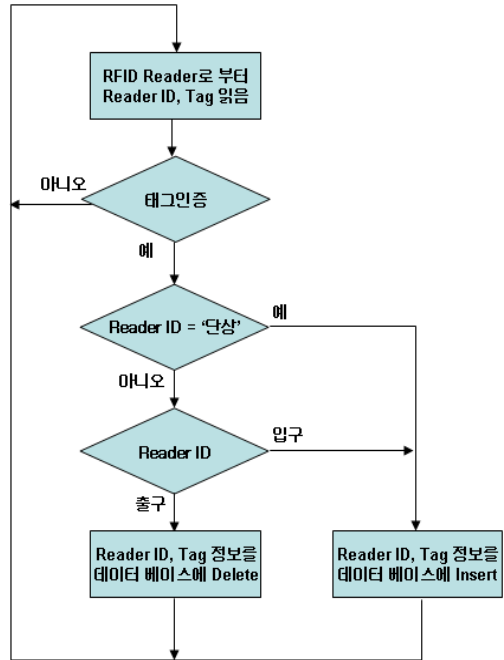 RFID Reader로 부터
Reader ID, Tag 읽음
아니오
태그인증
예
Reader ID = ‘단상’
예
아니오
Reader ID
입구
출구
Reader ID, Tag 정보를
데이터 베이스에 Delete
Reader ID, Tag 정보를
데이터 베이스에 Insert